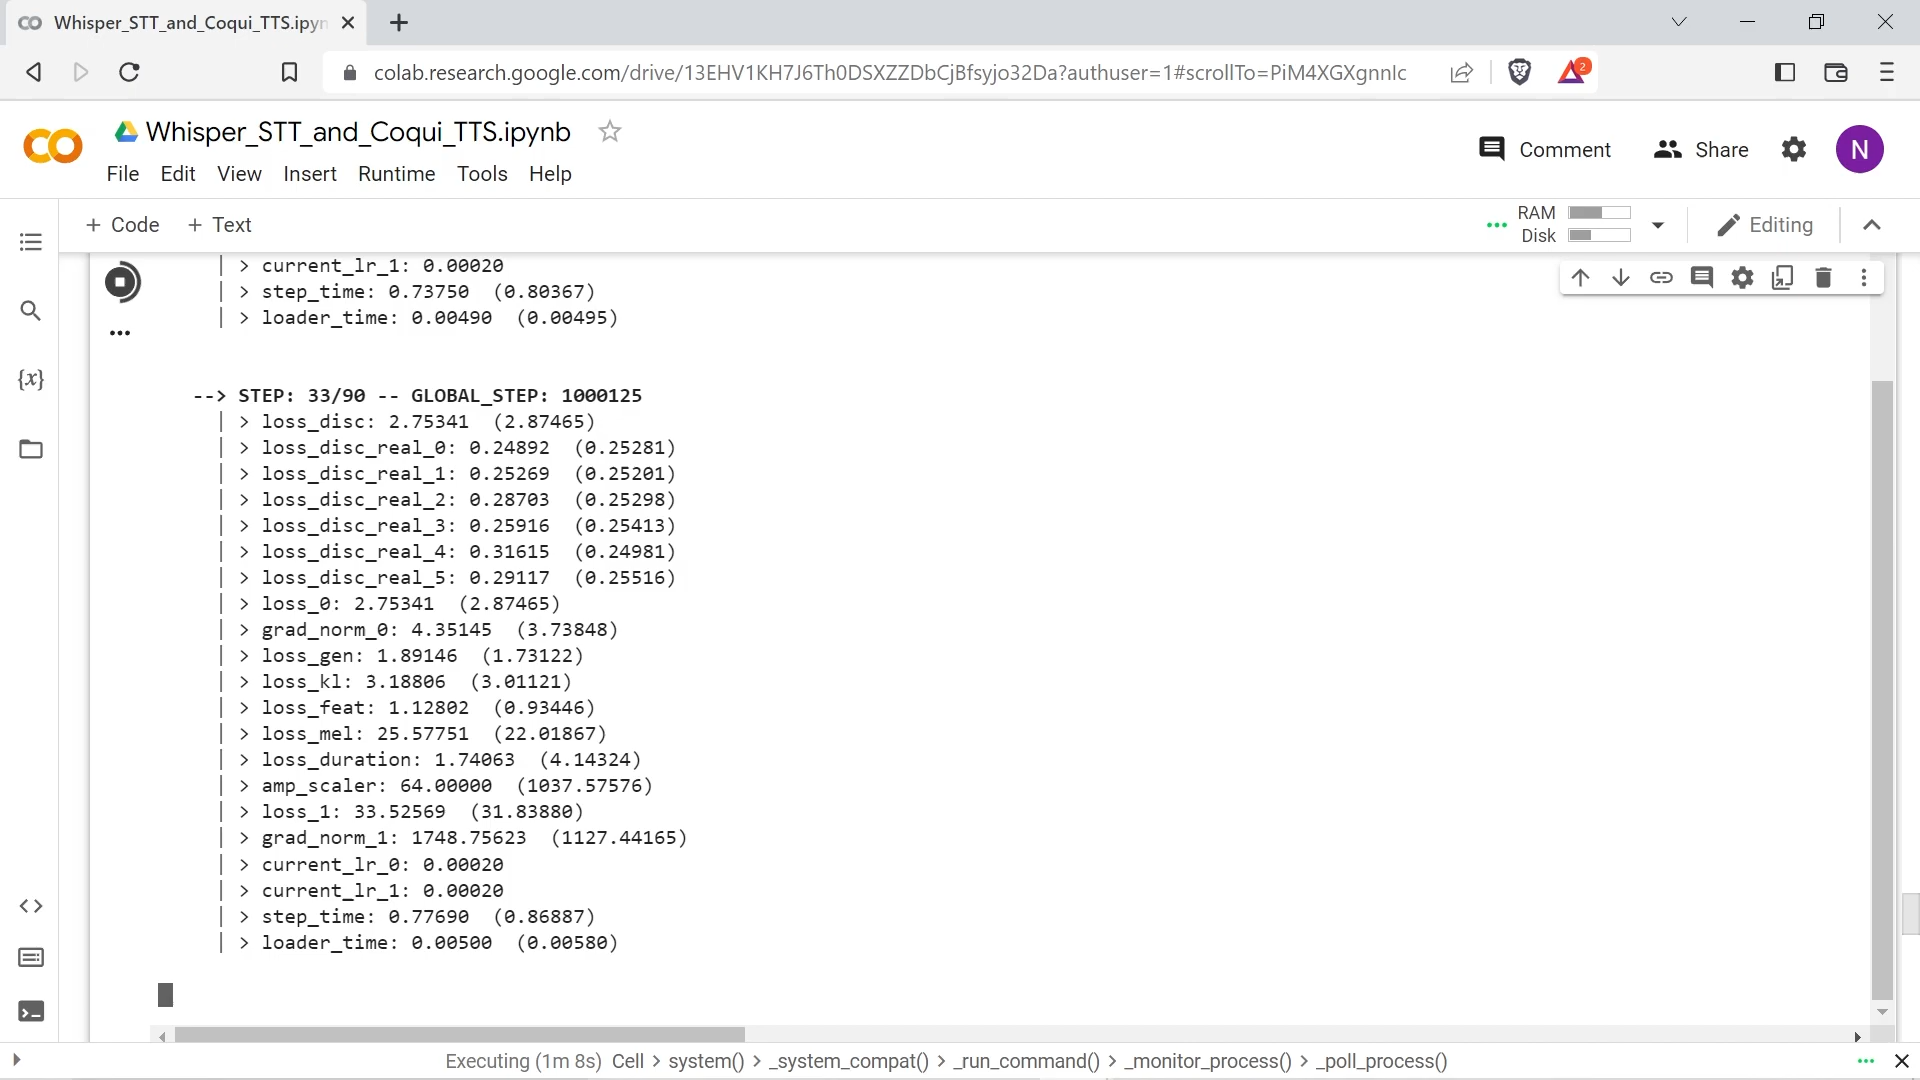 Whisper_STT_and_Coqui_TTS.ipyn
colab.research.google.com/drive/13EHV1KH7J6Th0DSXZZDbCjBfsyjo32Da?authuser=1#scrollTo=PiM4XGXgnnIc
2
Whisper_STT_and_Coqui_TTS.ipynb
Comment
Share
N
File Edit View Insert Runtime Tools Help
+ Code + Text
RAM
Disk
Editing
{x}
| > current_lr_1: 0.00020
| > step_time: 0.73750 (0.80367)
| > loader_time: 0.00490 (0.00495)
--> STEP: 33/90 -- GLOBAL_STEP: 1000125
| > loss_disc: 2.75341 (2.87465)
| > loss_disc_real_0: 0.24892 (0.25281)
| > loss_disc_real_1: 0.25269 (0.25201)
| > loss_disc_real_2: 0.28703 (0.25298)
| > loss_disc_real_3: 0.25916 (0.25413)
| > loss_disc_real_4: 0.31615 (0.24981)
| > loss_disc_real_5: 0.29117 (0.25516)
| > loss_0: 2.75341 (2.87465)
| > grad_norm_0: 4.35145 (3.73848)
| > loss_gen: 1.89146 (1.73122)
| > loss_kl: 3.18806 (3.01121)
| > loss_feat: 1.12802 (0.93446)
| > loss_mel: 25.57751 (22.01867)
| > loss_duration: 1.74063 (4.14324)
| > amp_scaler: 64.00000 (1037.57576)
| > loss_1: 33.52569 (31.83880)
| > grad_norm_1: 1748.75623 (1127.44165)
| > current_lr_0: 0.00020
| > current_lr_1: 0.00020
| > step_time: 0.77690 (0.86887)
| > loader_time: 0.00500 (0.00580)
Executing (1m 8s) Cell > system() > _system_compat() > _run_command() > _monitor_process() > _poll_process()